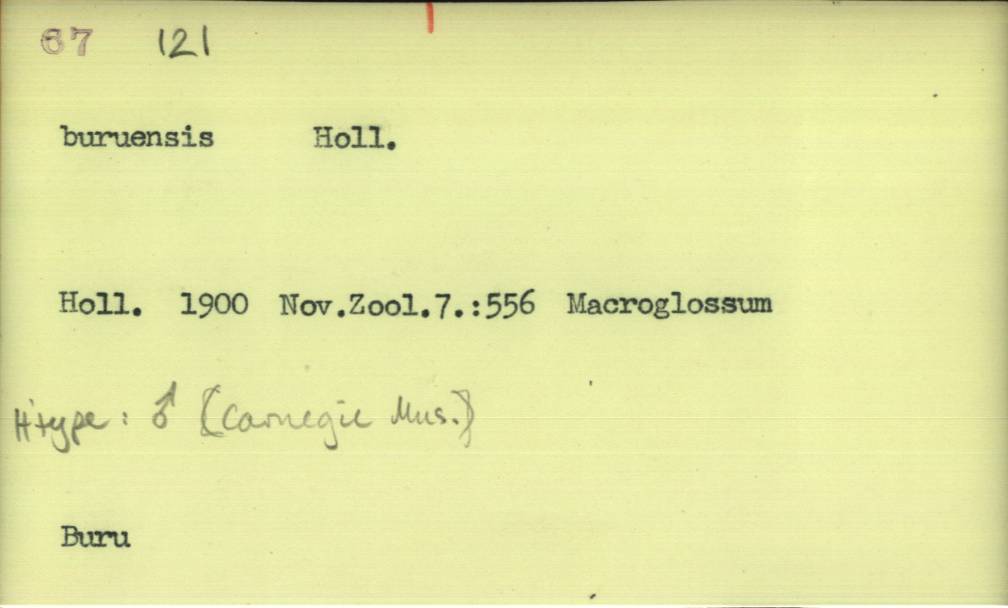 67 121
buruensis Holl.
Holl. 1900 Nov.Zool.7.:556 Macroglossum
H'type: ♂ [Carnegie Mus.]
Buru